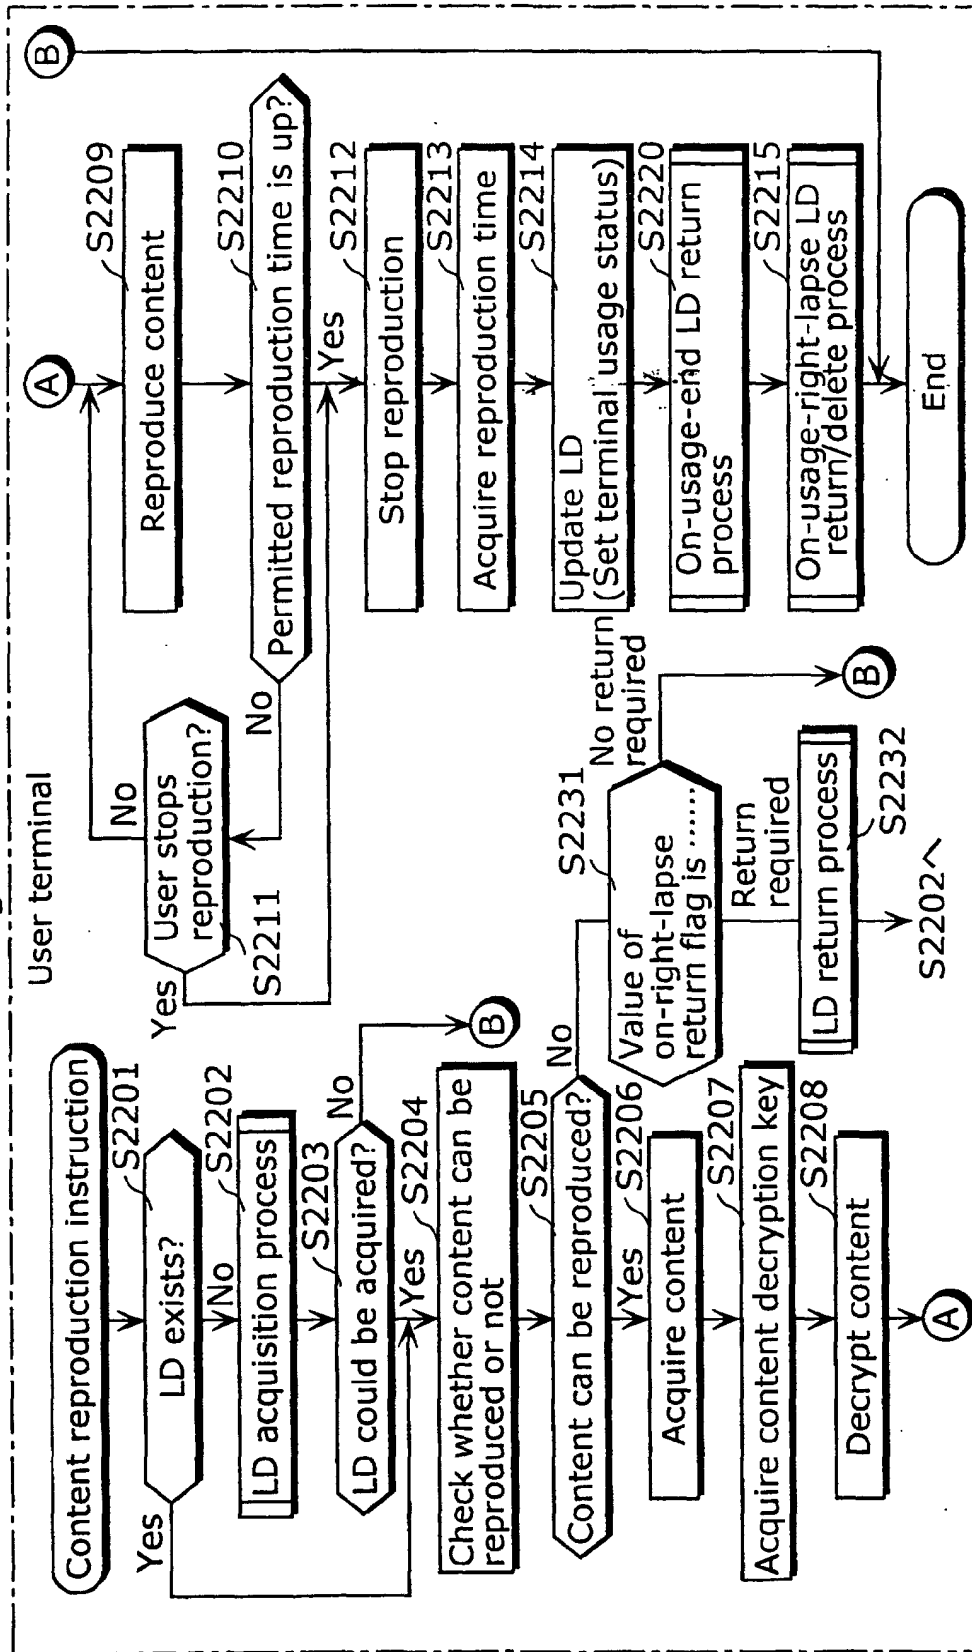 User terminal
Content reproduction instruction
S2201
LD exists?
Yes
No
S2202
LD acquisition process
S2203
LD could be acquired?
No
B
Yes
S2204
Check whether content can be
reproduced or not
S2205
Content can be reproduced?
No
Yes
S2206
Acquire content
S2207
Acquire content decryption key
S2208
Decrypt content
A
S2231
Value of
on-right-lapse
return flag is ......
No return
required
B
Return
required
LD return process
S2232
S2202へ
A
S2209
Reproduce content
S2210
Permitted reproduction time is up?
No
Yes
User stops
reproduction?
S2211
No
Yes
S2212
Stop reproduction
S2213
Acquire reproduction time
S2214
Update LD
(Set terminal usage status)
S2220
On-usage-end LD return
process
S2215
On-usage-right-lapse LD
return/delete process
B
End